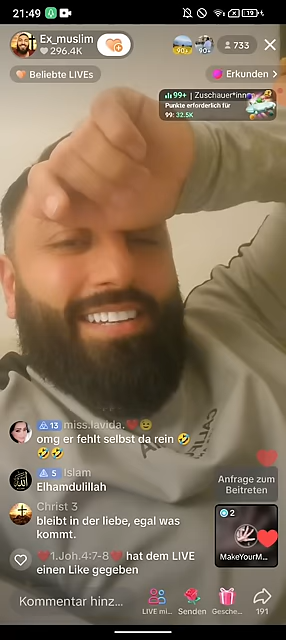 21:49
19
Ex_muslim
296.4K
90+
90+
733
Beliebte LIVEs
Erkunden
99+ | Zuschauer*innen
Punkte erforderlich für
99: 32.5K
13 miss.lavida.
omg er fehlt selbst da rein 🤣
🤣🤣
5 Islam
Elhamdulillah
Christ 3
bleibt in der liebe, egal was
kommt.
1.Joh.4:7-8 hat dem LIVE
einen Like gegeben
Anfrage zum
Beitreten
2
MakeYourM...
Kommentar hinz...
LIVE mi...
Senden
Gesche...
191